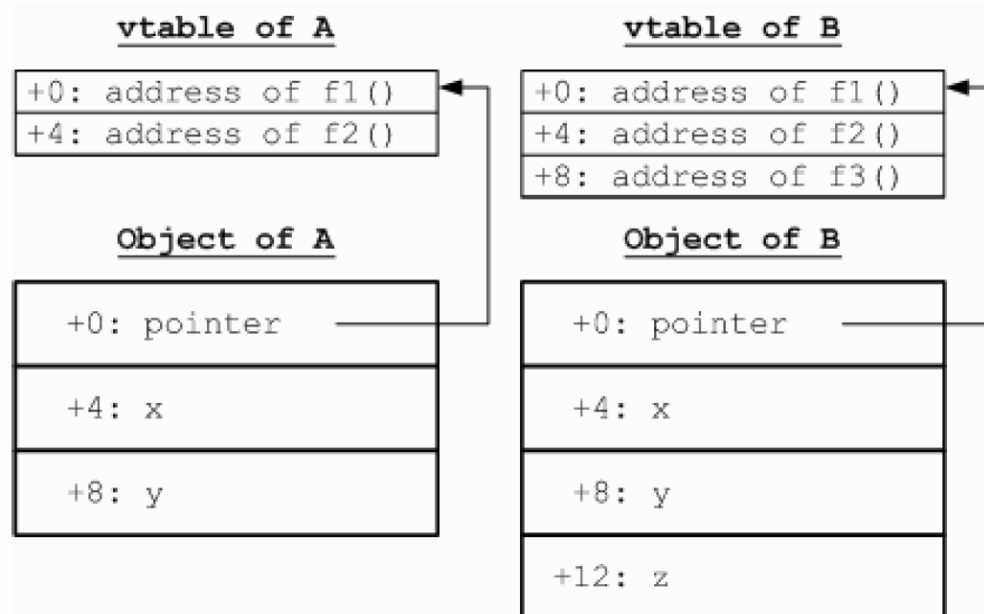 vtable of A
+0: address of f1()
+4: address of f2()
Object of A
+0: pointer
+4: x
+8: y
vtable of B
+0: address of f1()
+4: address of f2()
+8: address of f3()
Object of B
+0: pointer
+4: x
+8: y
+12: z